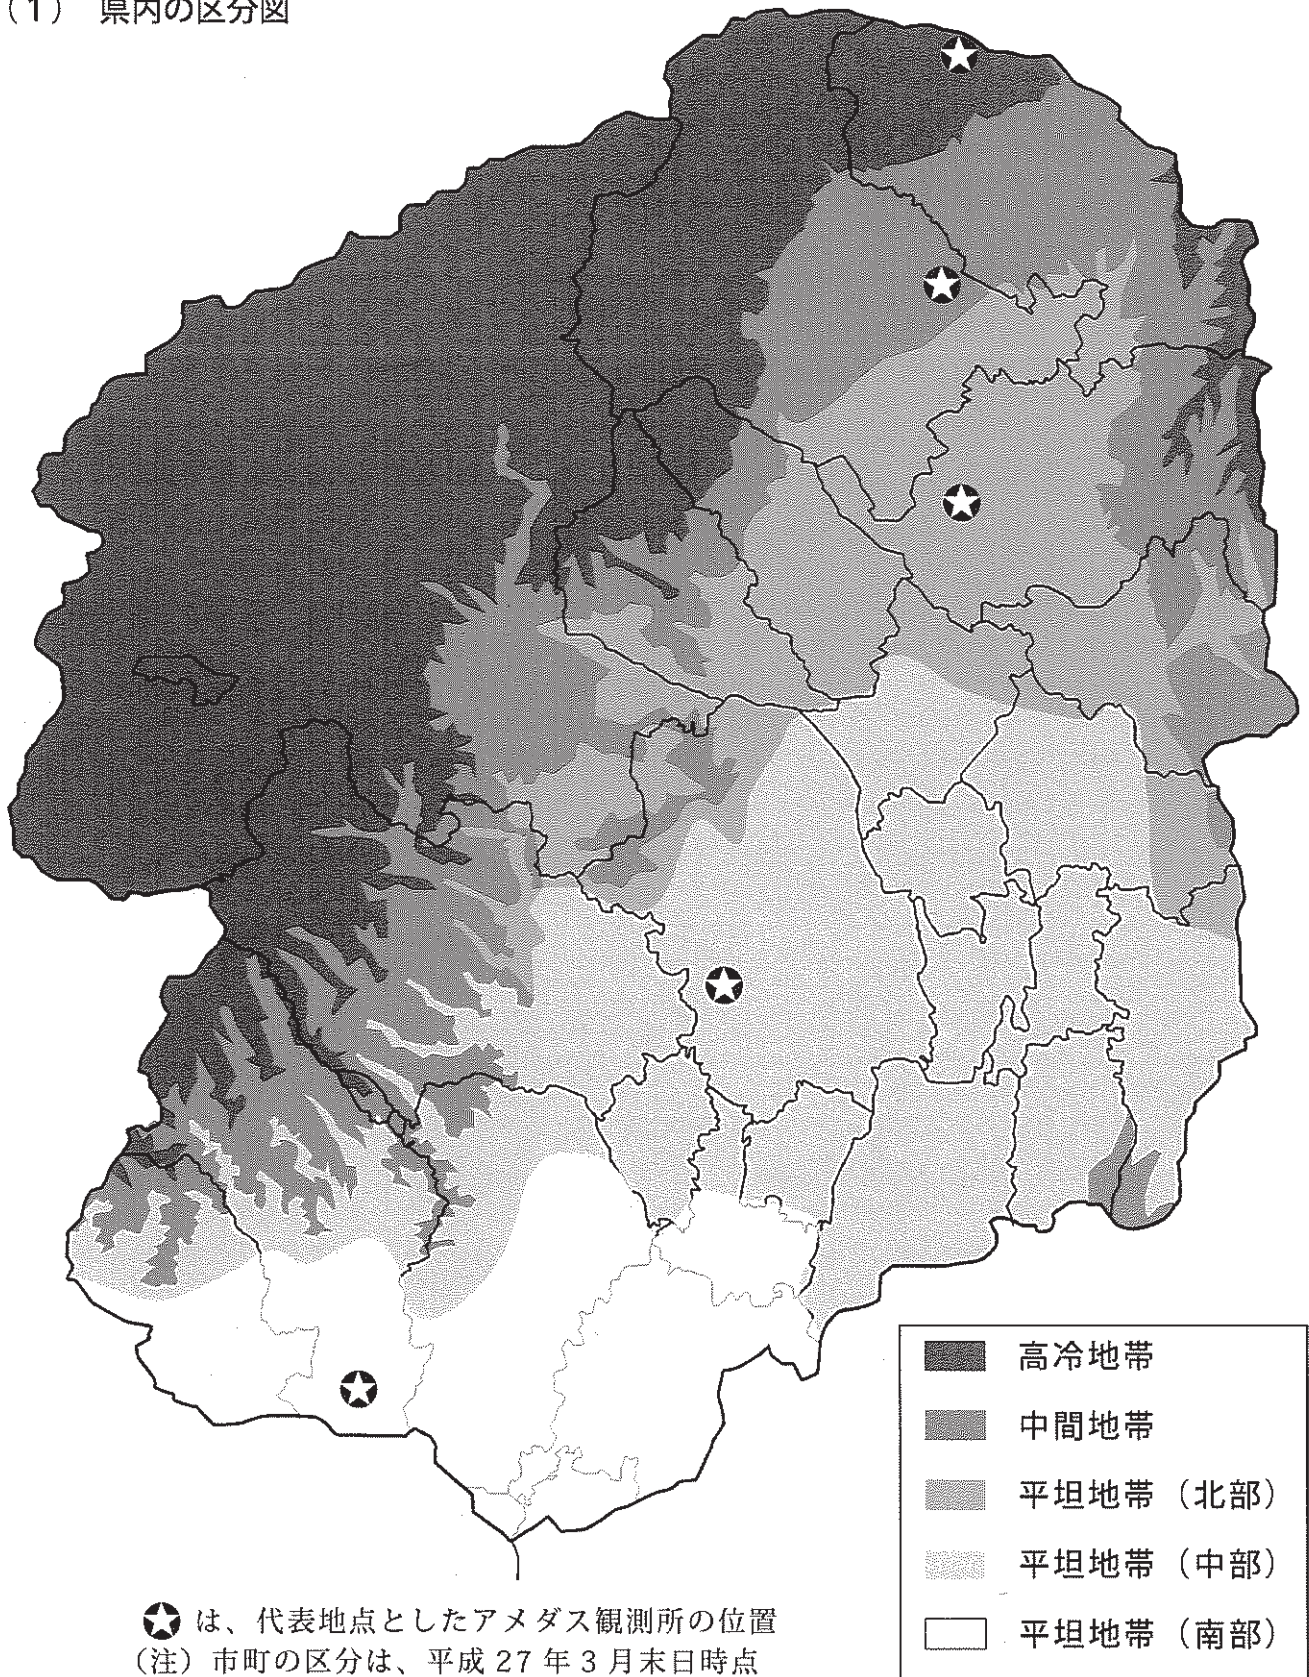 （１） 県内の区分図
高冷地帯
中間地帯
平坦地帯（北部）
平坦地帯（中部）
平坦地帯（南部）
は、代表地点としたアメダス観測所の位置
（注）市町の区分は、平成 27 年 3 月末日時点